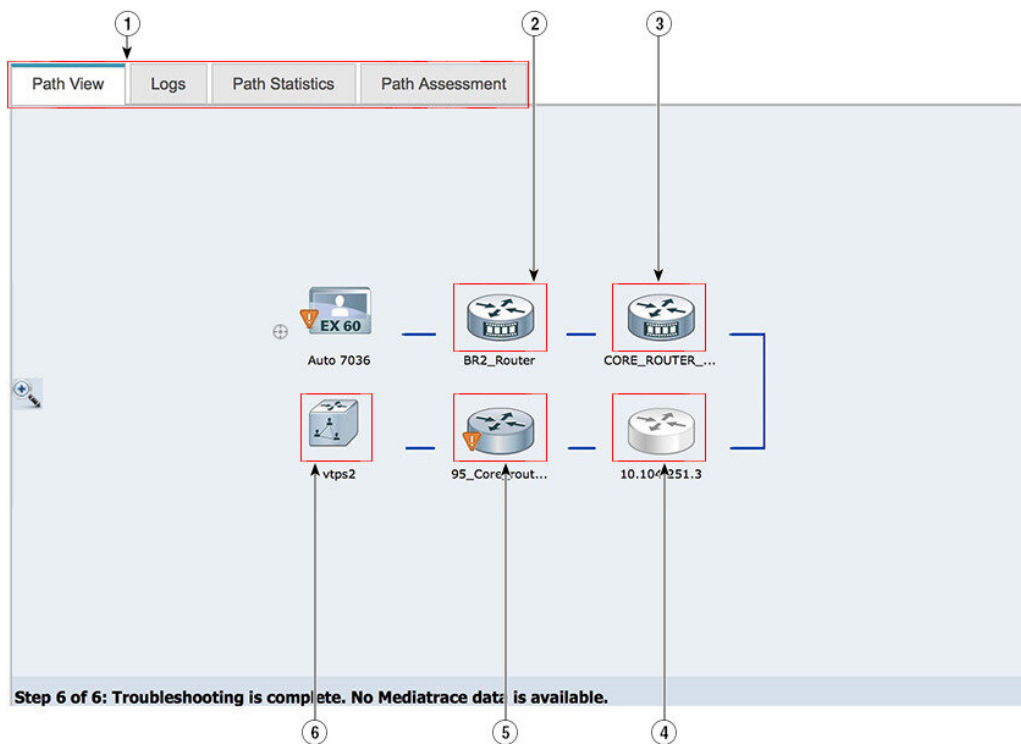 1 2 3
Path View Logs Path Statistics Path Assessment
EX 60
Auto 7036 BR2_Router CORE_ROUTER_...
vtps2 95_Core_rout... 10.104.251.3
Step 6 of 6: Troubleshooting is complete. No Mediatrace data is available.
6 5 4